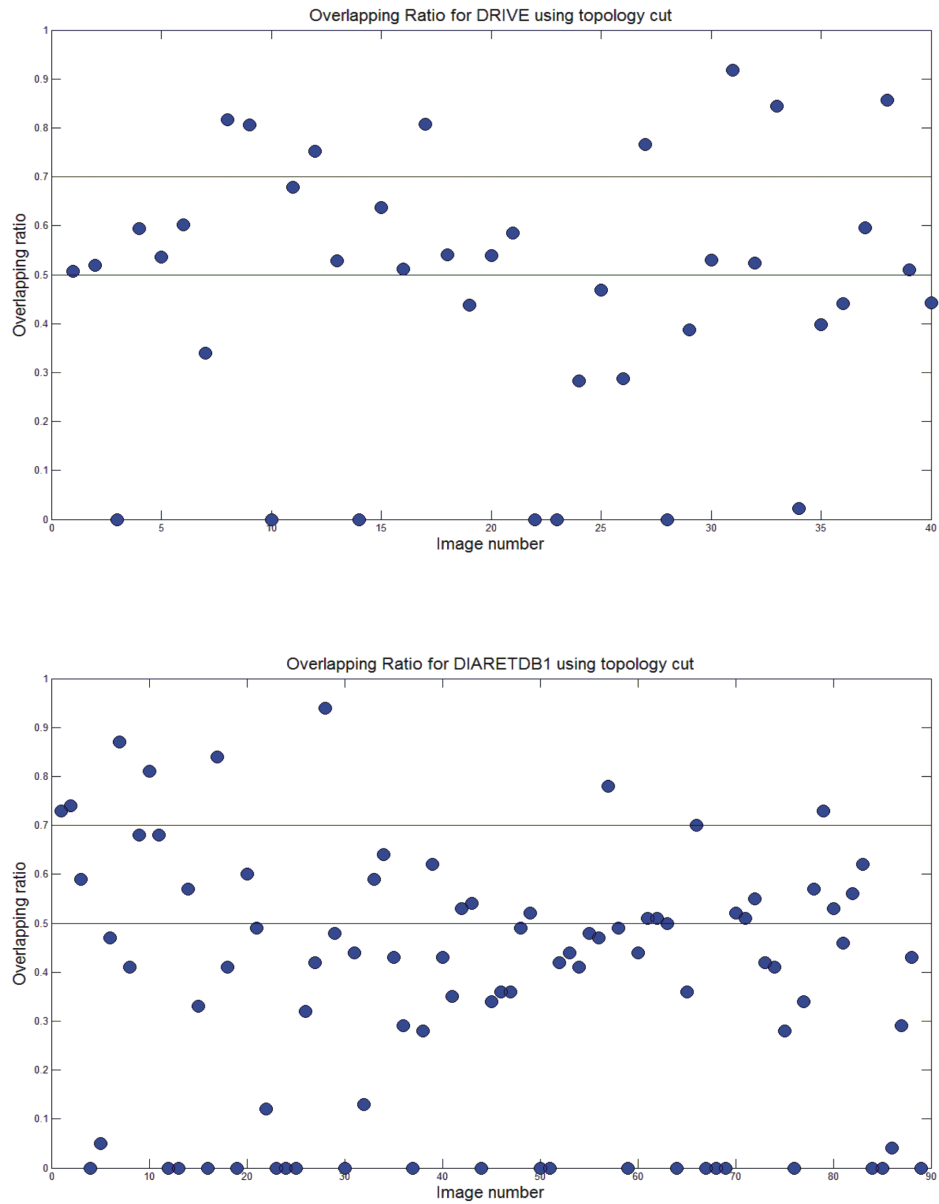 Overlapping Ratio for DRIVE using topology cut
1
0.9
0.8
0.7
0.6
0.5
0.4
0.3
0.2
0.1
0
Overlapping ratio
0 5 10 15 20 25 30 35 40
Image number
Overlapping Ratio for DIARETDB1 using topology cut
1
0.9
0.8
0.7
0.6
0.5
0.4
0.3
0.2
0.1
0
Overlapping ratio
0 10 20 30 40 50 60 70 80 90
Image number